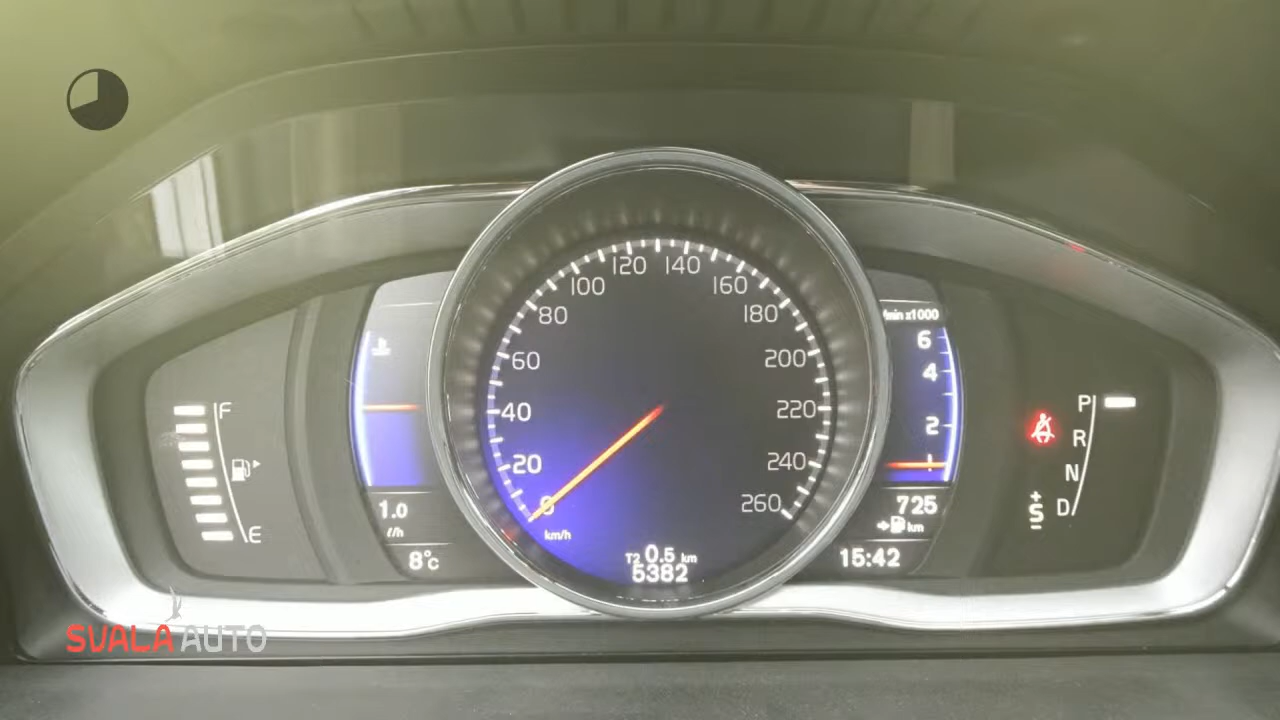 120 140
100 160
80 180
60 200
40 220
20 240
0 260
km/h
T2 0.5 km
5382
F
E
1.0
ℓ/h
8°c
/min x1000
6
4
2
1
725
km
15:42
P
R
N
D
+
S
-
SVALA AUTO